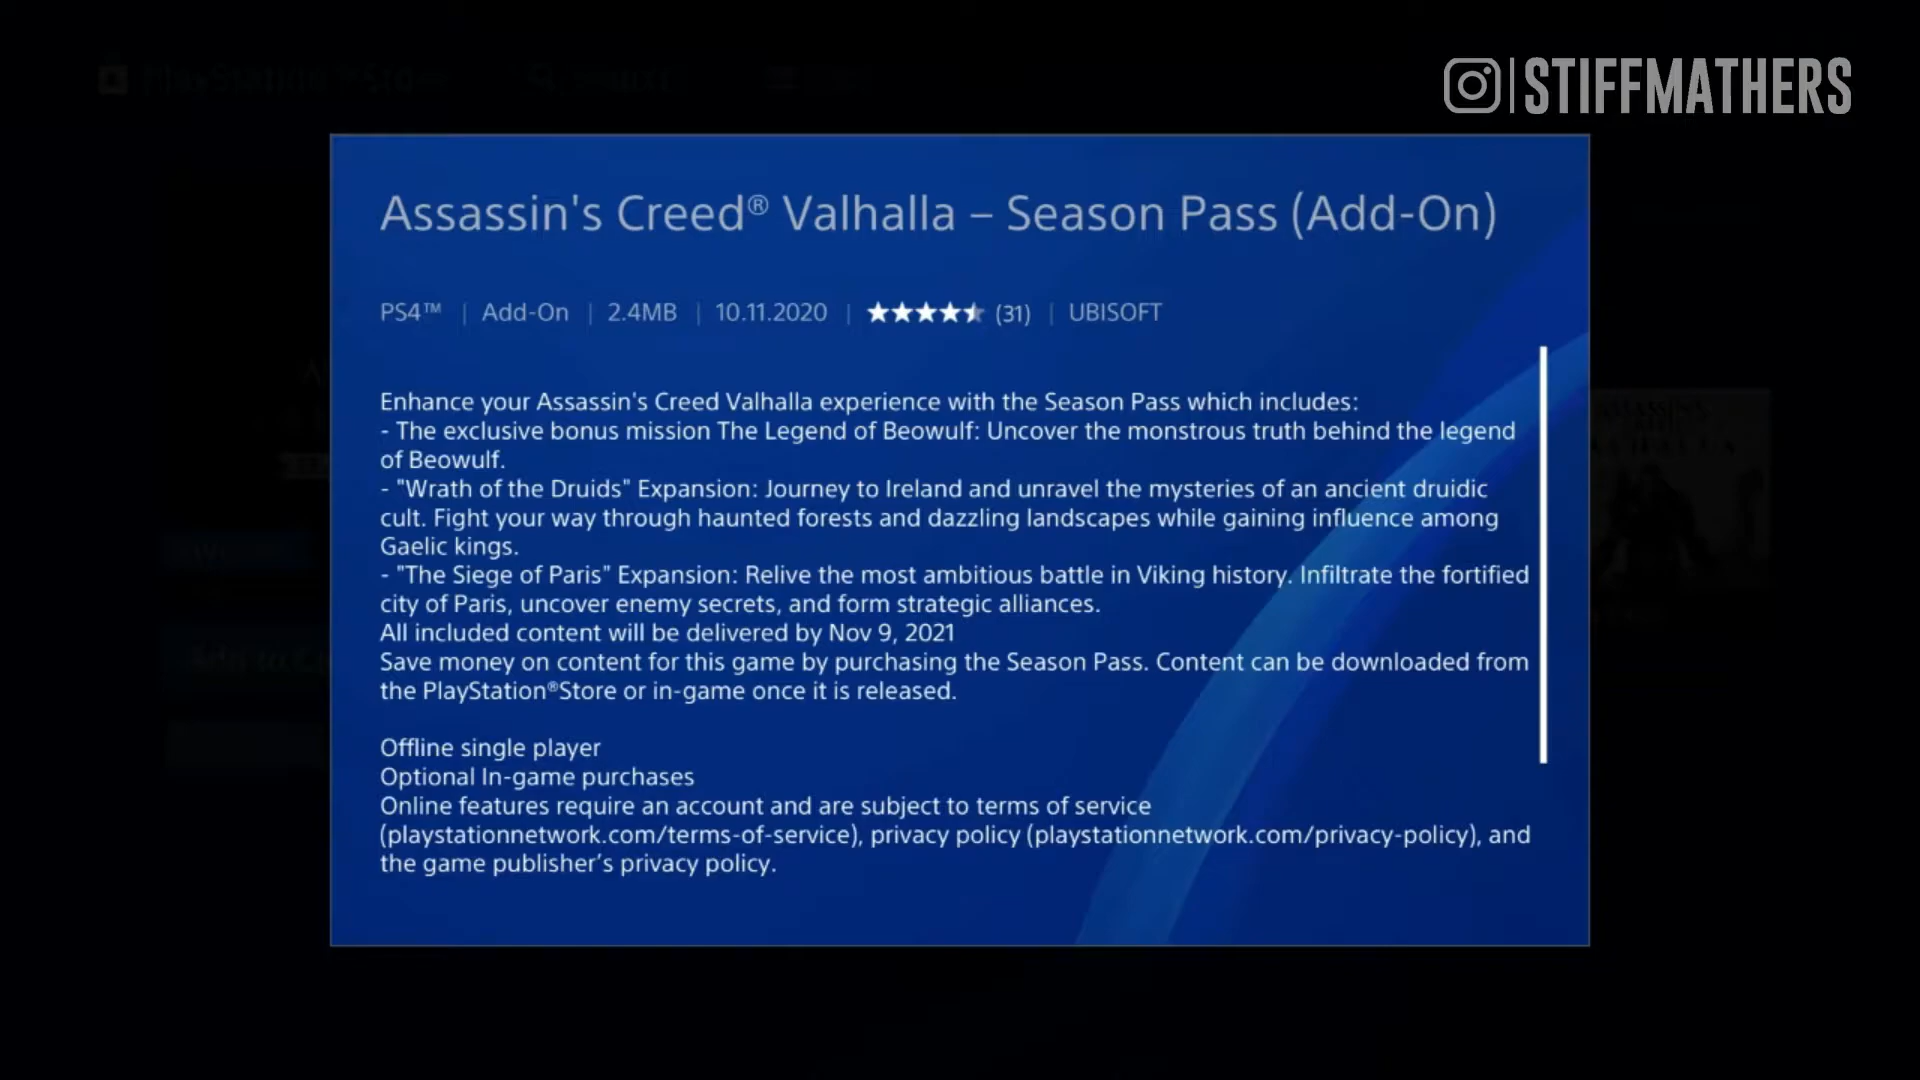 PlayStation Store
STIFFMATHERS
Assassin's Creed® Valhalla – Season Pass (Add-On)
PS4™ | Add-On | 2.4MB | 10.11.2020 | (31) | UBISOFT
Enhance your Assassin's Creed Valhalla experience with the Season Pass which includes:
- The exclusive bonus mission The Legend of Beowulf: Uncover the monstrous truth behind the legend
of Beowulf.
- "Wrath of the Druids" Expansion: Journey to Ireland and unravel the mysteries of an ancient druidic
cult. Fight your way through haunted forests and dazzling landscapes while gaining influence among
Gaelic kings.
- "The Siege of Paris" Expansion: Relive the most ambitious battle in Viking history. Infiltrate the fortified
city of Paris, uncover enemy secrets, and form strategic alliances.
All included content will be delivered by Nov 9, 2021
Save money on content for this game by purchasing the Season Pass. Content can be downloaded from
the PlayStation®Store or in-game once it is released.
Offline single player
Optional In-game purchases
Online features require an account and are subject to terms of service
(playstationnetwork.com/terms-of-service), privacy policy (playstationnetwork.com/privacy-policy), and
the game publisher’s privacy policy.